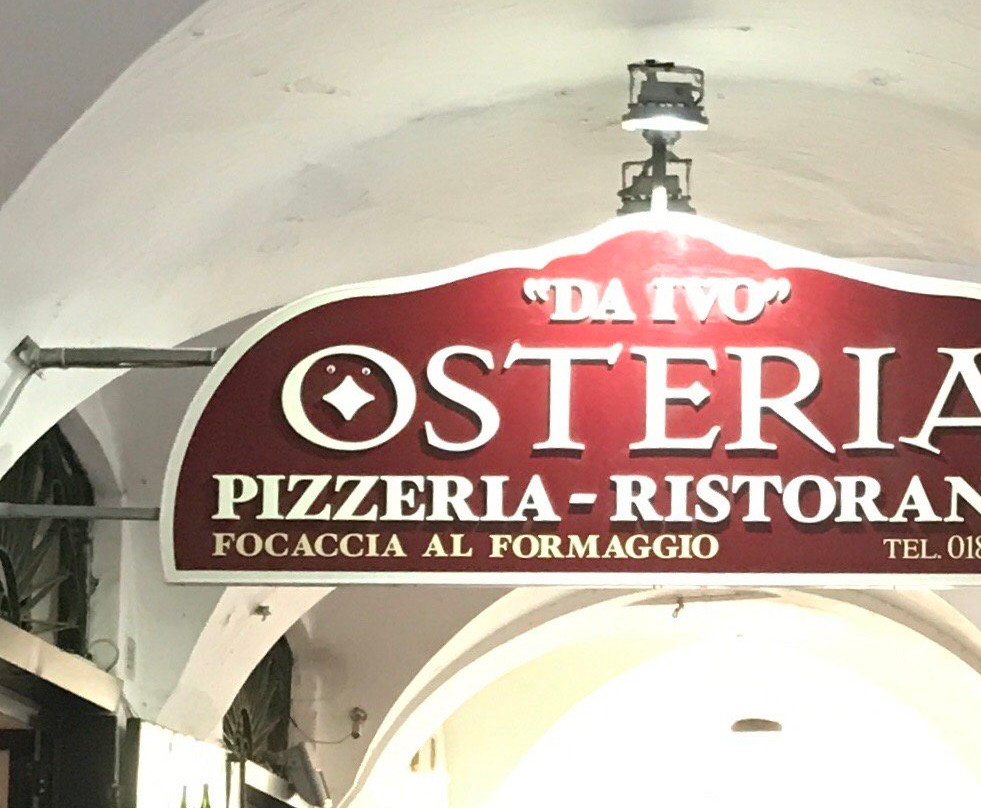 "DA IVO"
OSTERIA
PIZZERIA - RISTORAN
FOCACCIA AL FORMAGGIO
TEL. 018